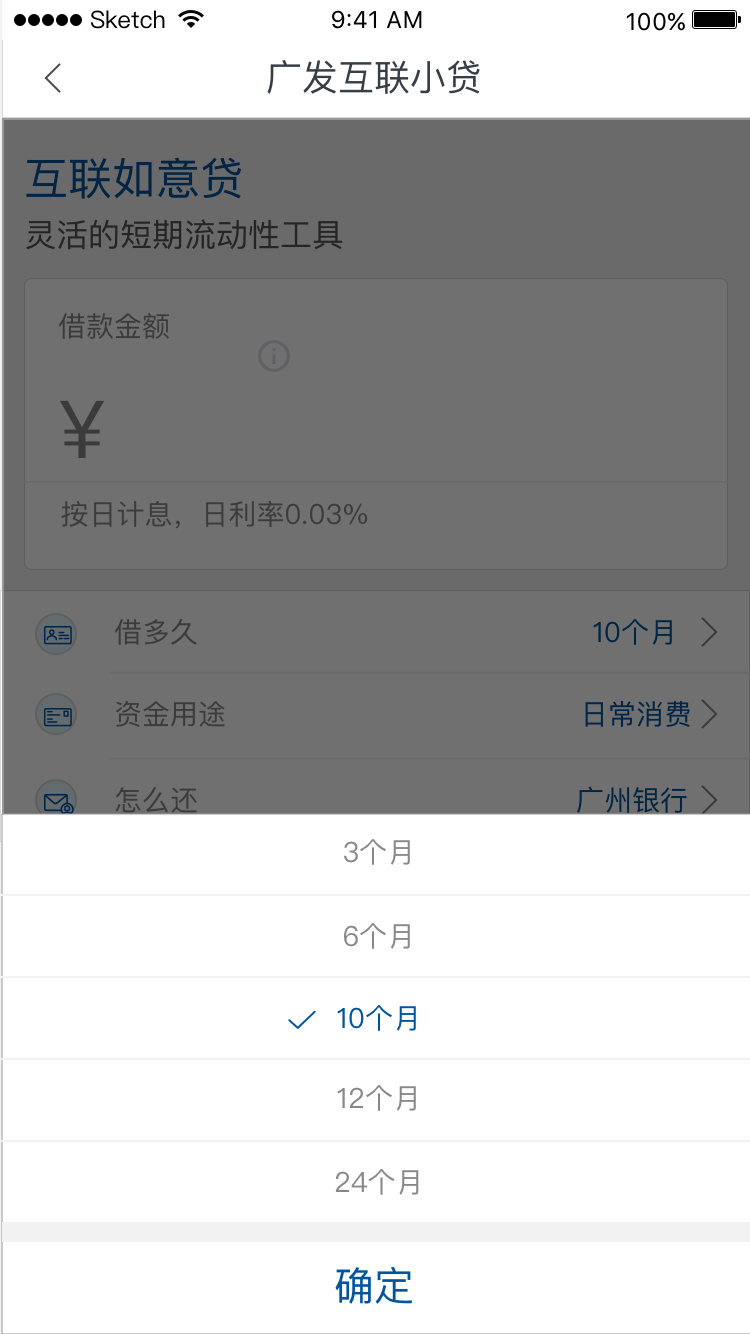 Sketch 9:41 AM 100%
广发互联小贷
互联如意贷
灵活的短期流动性工具
借款金额
¥
按日计息，日利率0.03%
借多久 10个月
资金用途 日常消费
怎么还 广州银行
3个月
6个月
10个月
12个月
24个月
确定